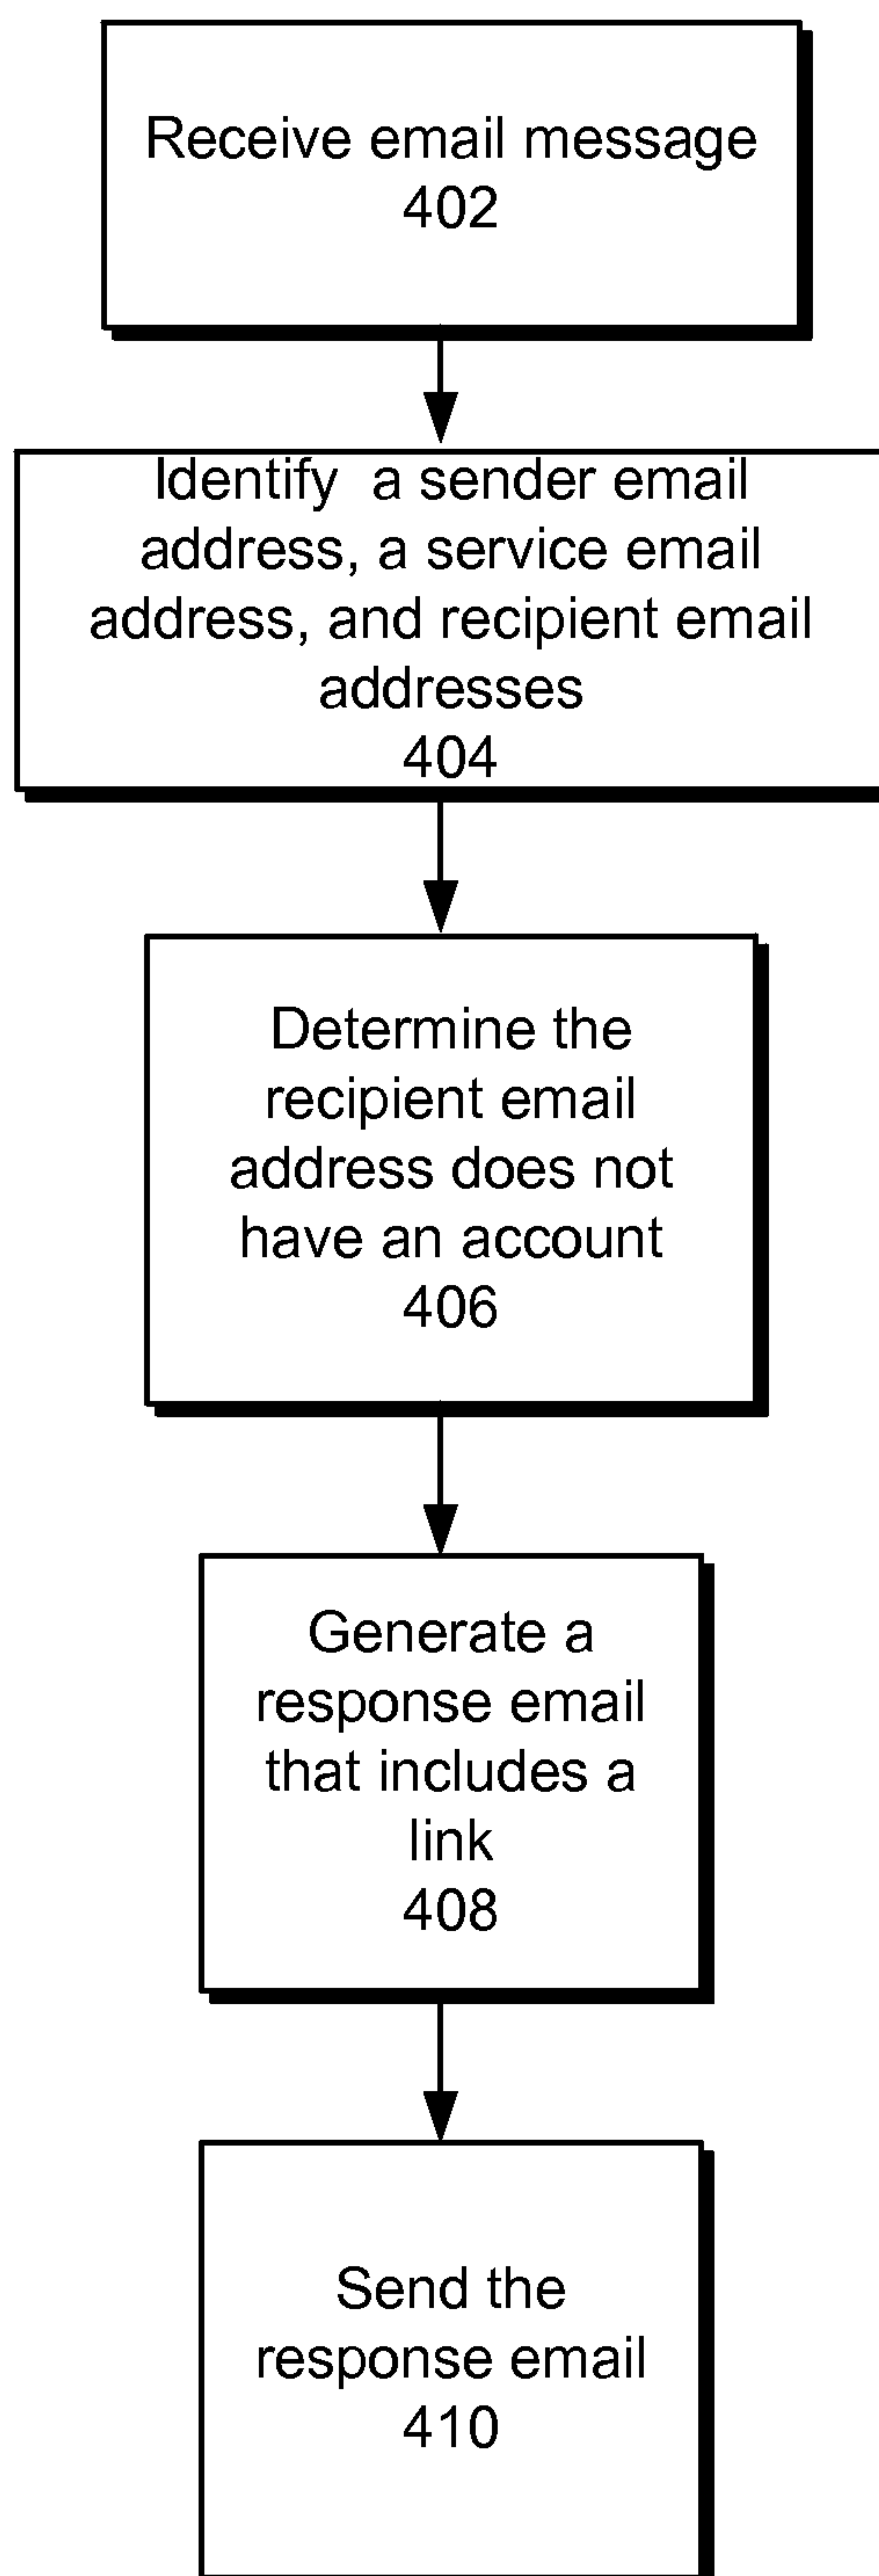 Receive email message
402
Identify a sender email
address, a service email
address, and recipient email
addresses
404
Determine the
recipient email
address does not
have an account
406
Generate a
response email
that includes a
link
408
Send the
response email
410